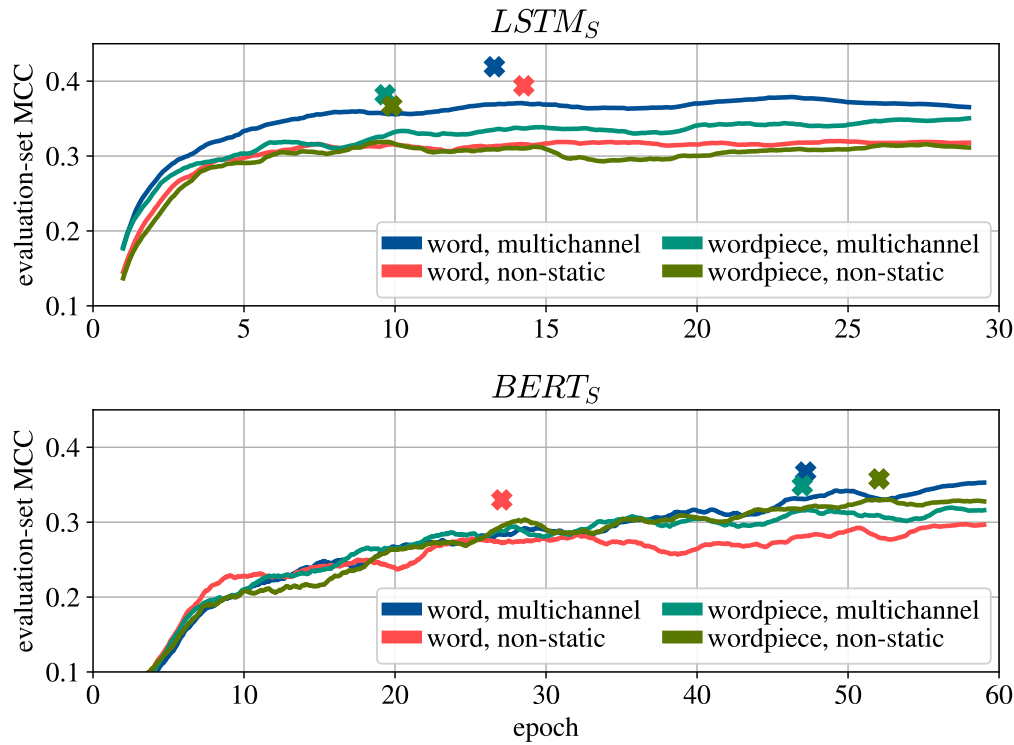 LSTM_S
evaluation-set MCC
0.4
0.3
0.2
0.1
word, multichannel
word, non-static
wordpiece, multichannel
wordpiece, non-static
0 5 10 15 20 25 30
BERT_S
evaluation-set MCC
0.4
0.3
0.2
0.1
word, multichannel
word, non-static
wordpiece, multichannel
wordpiece, non-static
0 10 20 30 40 50 60
epoch